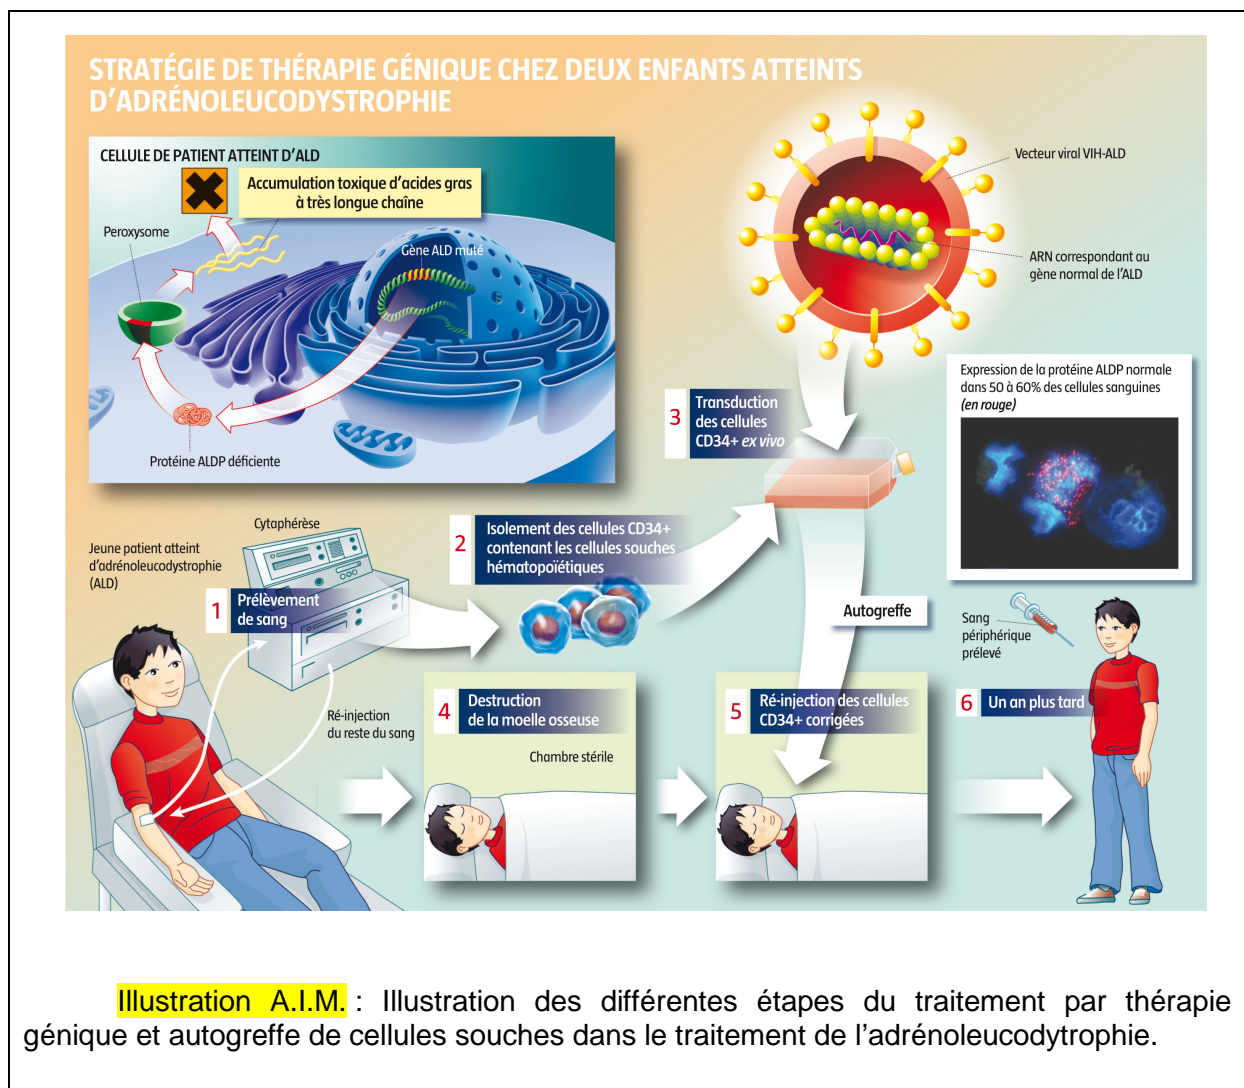 STRATÉGIE DE THÉRAPIE GÉNIQUE CHEZ DEUX ENFANTS ATTEINTS
D'ADRÉNOLEUCODYSTROPHIE
CELLULE DE PATIENT ATTEINT D'ALD
Accumulation toxique d'acides gras
à très longue chaîne
Peroxysome
Gène ALD muté
Protéine ALDP déficiente
Vecteur viral VIH-ALD
ARN correspondant au
gène normal de l'ALD
3 Transduction
des cellules
CD34+ ex vivo
Expression de la protéine ALDP normale
dans 50 à 60% des cellules sanguines
(en rouge)
Jeune patient atteint
d'adrénoleucodystrophie
(ALD)
Cytaphérèse
1 Prélèvement
de sang
2 Isolement des cellules CD34+
contenant les cellules souches
hématopoïétiques
Autogreffe
Sang
périphérique
prélevé
Ré-injection
du reste du sang
4 Destruction
de la moelle osseuse
Chambre stérile
5 Ré-injection des cellules
CD34+ corrigées
6 Un an plus tard
Illustration A.I.M. : Illustration des différentes étapes du traitement par thérapie
génique et autogreffe de cellules souches dans le traitement de l'adrénoleucodytrophie.